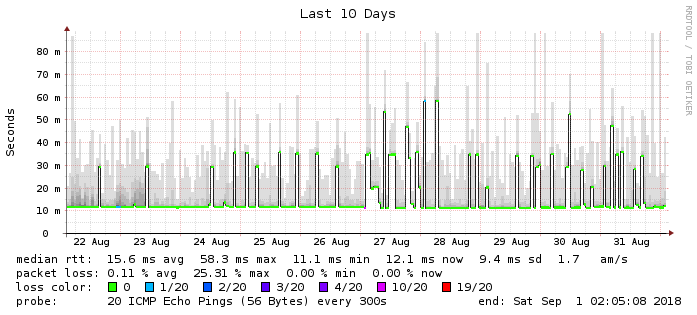 Last 10 Days
RRDTOOL / TOBI OETIKER
Seconds
80 m
70 m
60 m
50 m
40 m
30 m
20 m
10 m
0
22 Aug 23 Aug 24 Aug 25 Aug 26 Aug 27 Aug 28 Aug 29 Aug 30 Aug 31 Aug
median rtt: 15.6 ms avg 58.3 ms max 11.1 ms min 12.1 ms now 9.4 ms sd 1.7 am/s
packet loss: 0.11 % avg 25.31 % max 0.00 % min 0.00 % now
loss color: 0 1/20 2/20 3/20 4/20 10/20 19/20
probe: 20 ICMP Echo Pings (56 Bytes) every 300s end: Sat Sep 1 02:05:08 2018